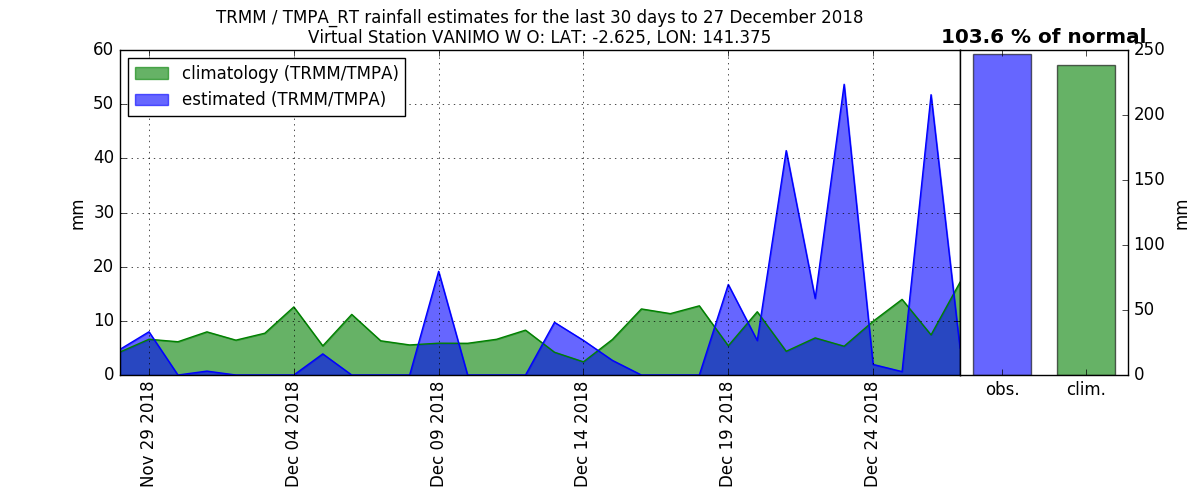 TRMM / TMPA_RT rainfall estimates for the last 30 days to 27 December 2018
Virtual Station VANIMO W O: LAT: -2.625, LON: 141.375
103.6 % of normal
climatology (TRMM/TMPA)
estimated (TRMM/TMPA)
60
50
40
30
20
10
0
mm
Nov 29 2018
Dec 04 2018
Dec 09 2018
Dec 14 2018
Dec 19 2018
Dec 24 2018
obs.
clim.
250
200
150
100
50
0
mm